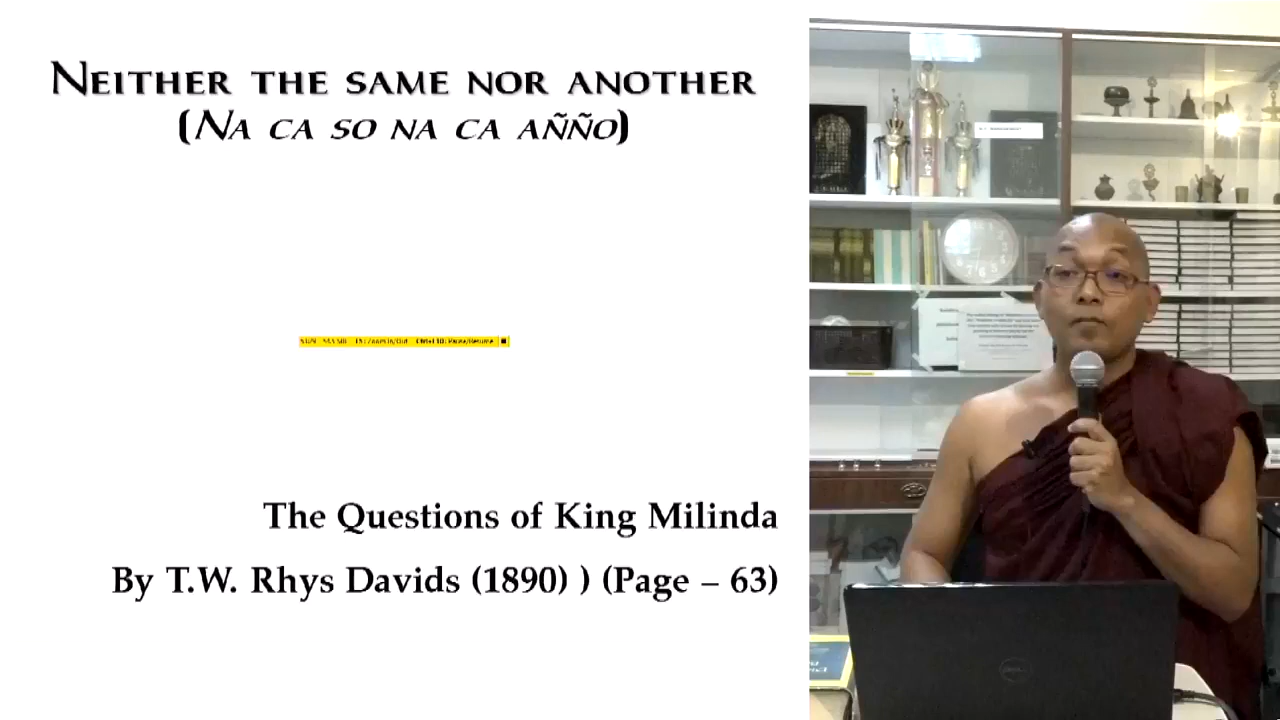 NEITHER THE SAME NOR ANOTHER
(NA CA SO NA CA AÑÑO)
The Questions of King Milinda
By T.W. Rhys Davids (1890) ) (Page – 63)
DELL